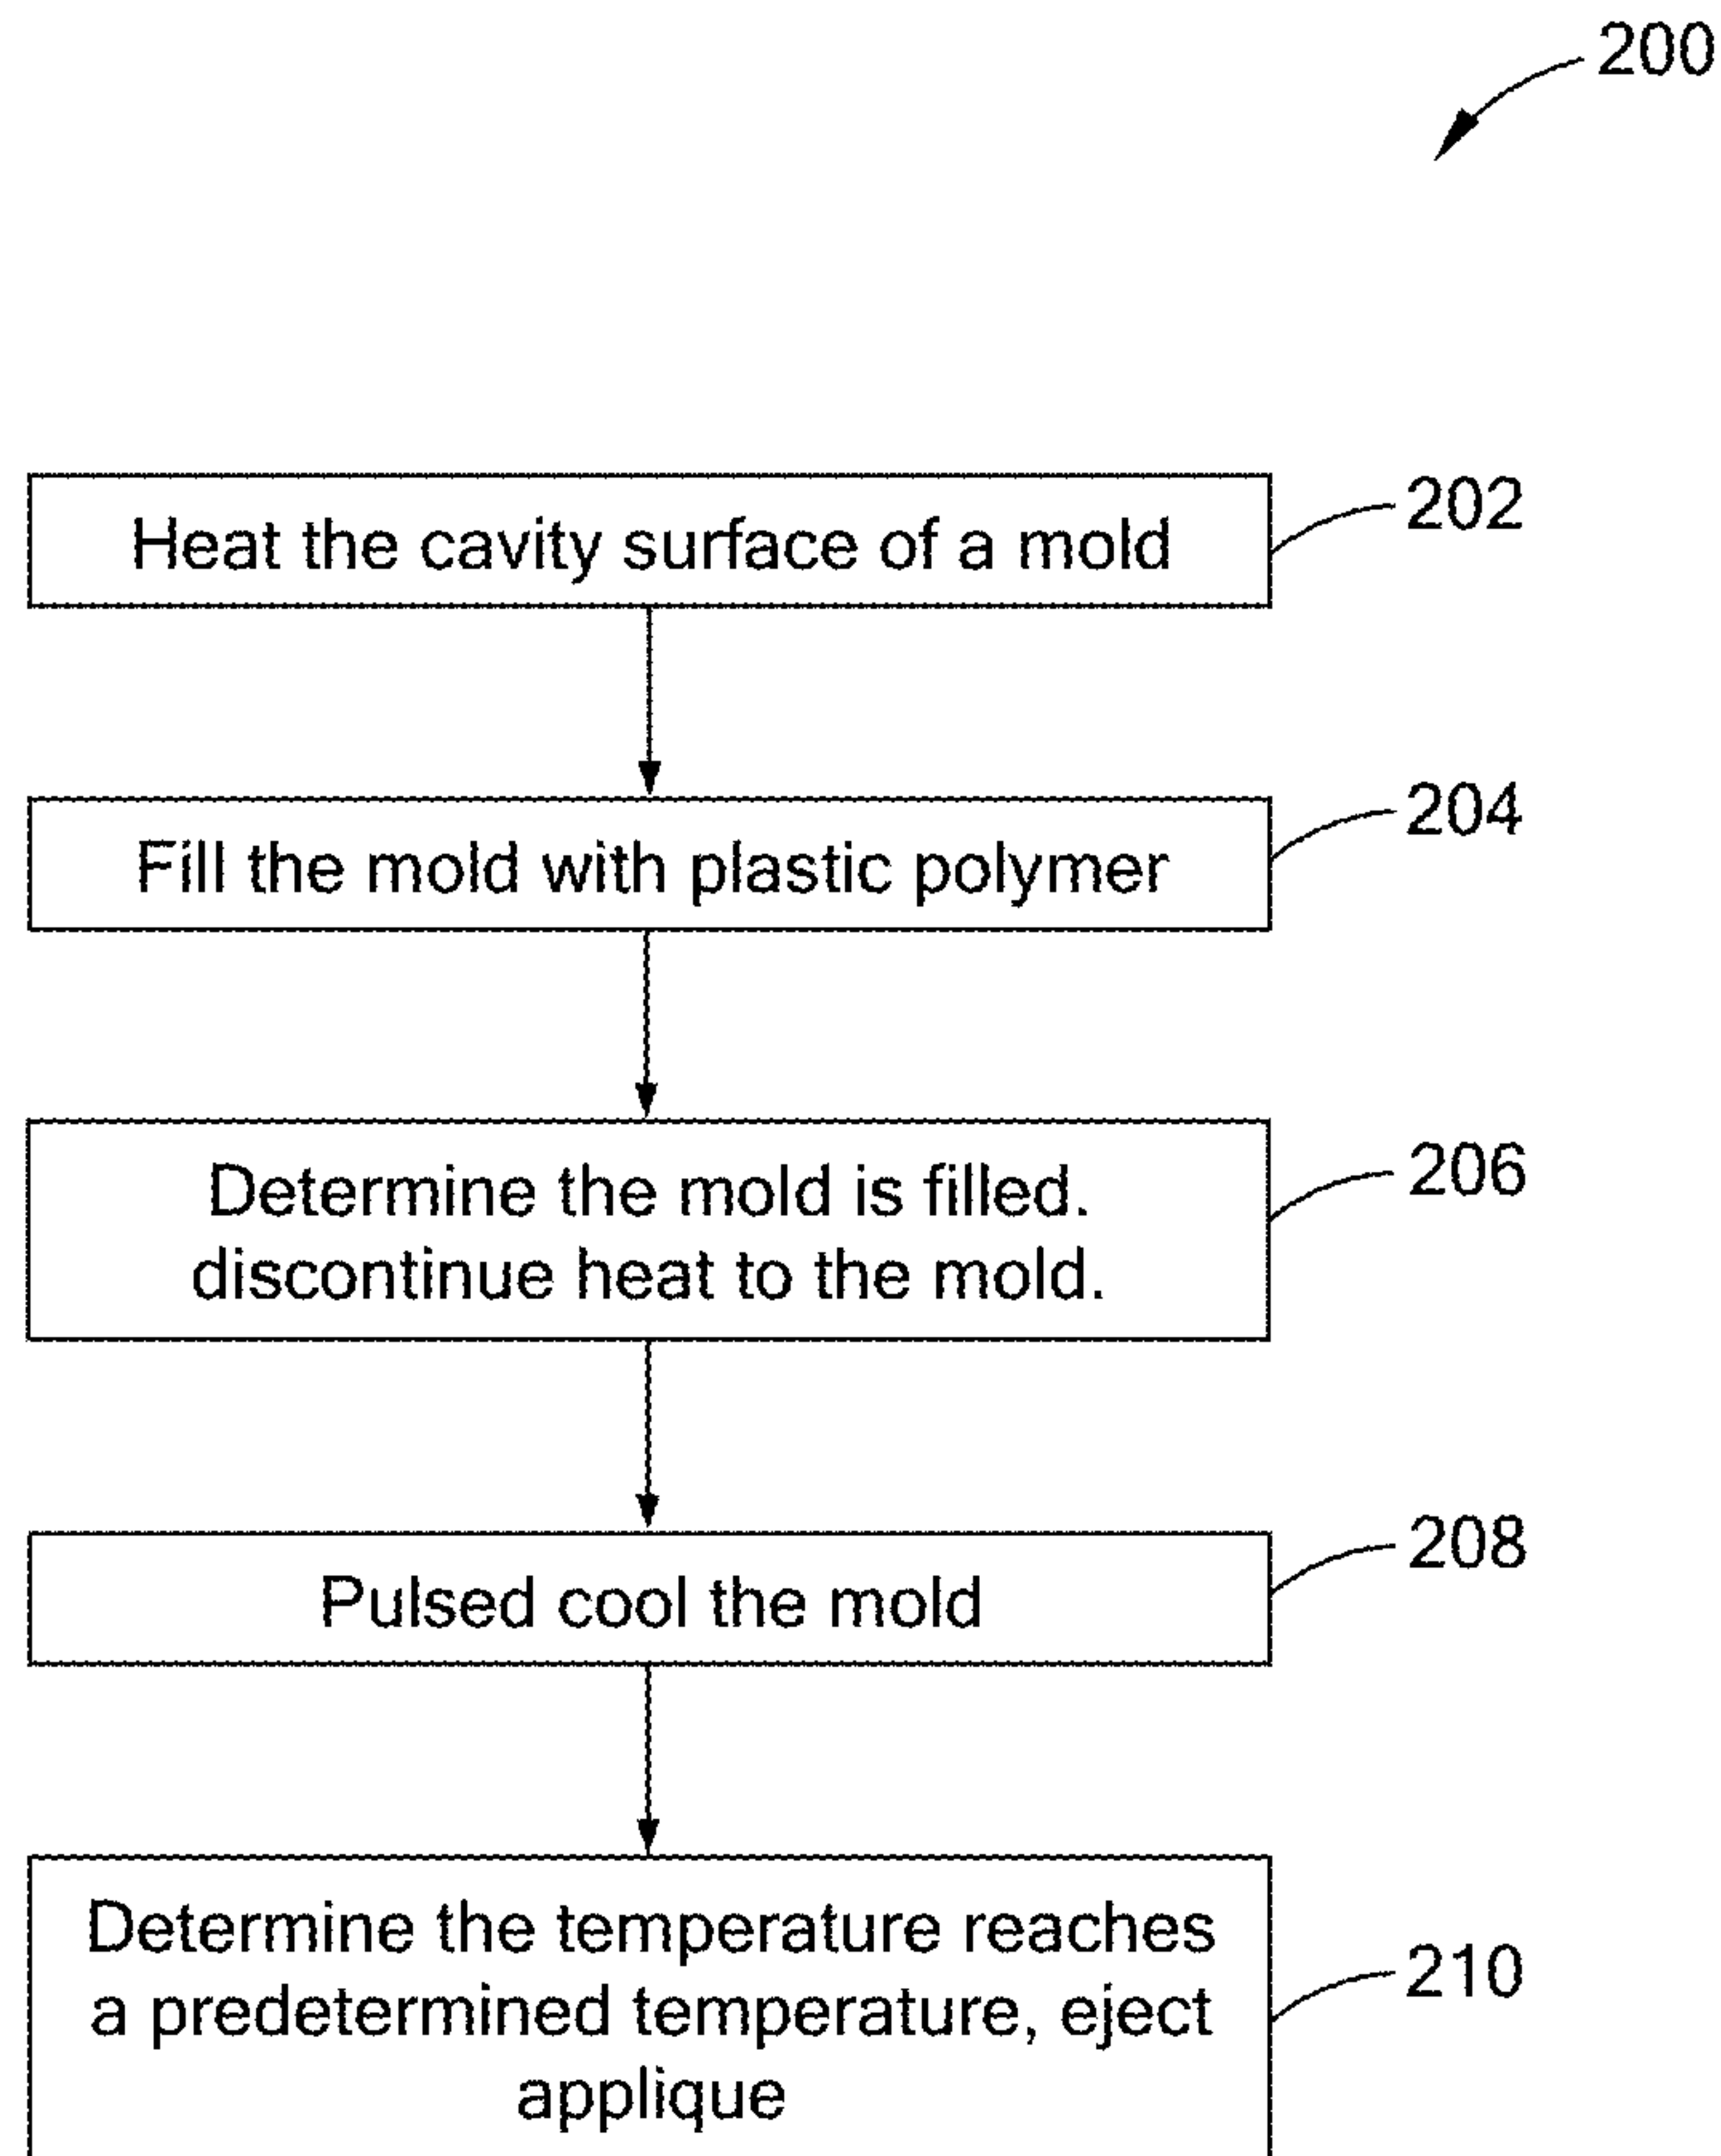 200
Heat the cavity surface of a mold
202
Fill the mold with plastic polymer
204
Determine the mold is filled.
discontinue heat to the mold.
206
Pulsed cool the mold
208
Determine the temperature reaches
a predetermined temperature, eject
applique
210